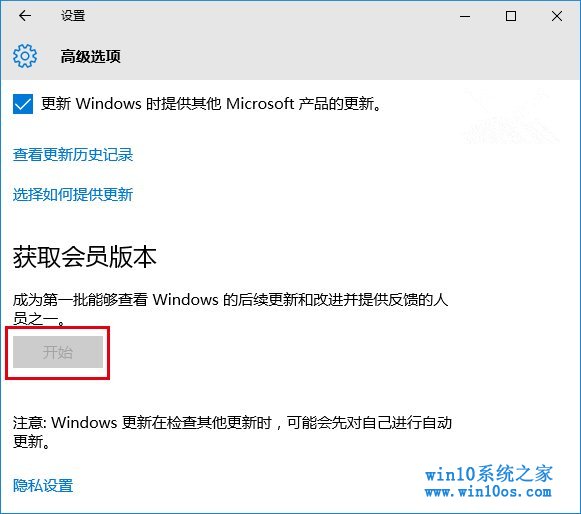 设置
高级选项
更新 Windows 时提供其他 Microsoft 产品的更新。
查看更新历史记录
选择如何提供更新
获取会员版本
成为第一批能够查看 Windows 的后续更新和改进并提供反馈的人
员之一。
开始
注意: Windows 更新在检查其他更新时，可能会先对自己进行自动
更新。
隐私设置
win10系统之家
www.win10os.com